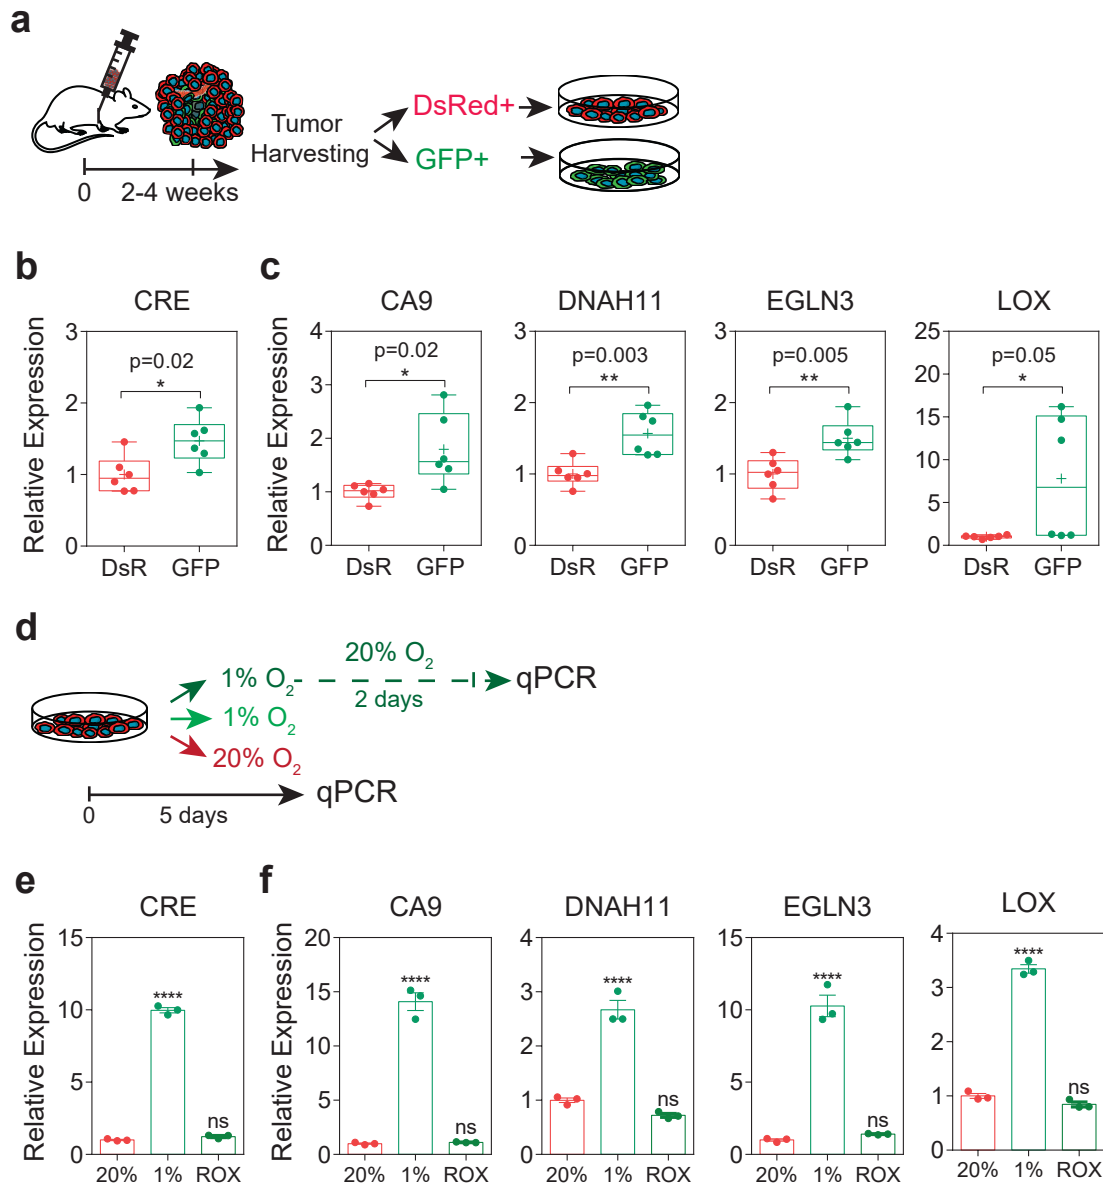 a
Tumor
Harvesting
DsRed+
GFP+
0 2-4 weeks
b
c
CRE
CA9
DNAH11
EGLN3
LOX
Relative Expression
3
2
1
0
p=0.02
*
DsR GFP
Relative Expression
4
3
2
1
0
p=0.02
*
DsR GFP
3
2
1
0
p=0.003
**
DsR GFP
3
2
1
0
p=0.005
**
DsR GFP
25
20
15
10
5
0
p=0.05
*
DsR GFP
d
20% O2
1% O2
2 days
qPCR
1% O2
20% O2
qPCR
0 5 days
e
f
CRE
CA9
DNAH11
EGLN3
LOX
Relative Expression
15
10
5
0
****
ns
20% 1% ROX
Relative Expression
20
15
10
5
0
****
ns
20% 1% ROX
4
3
2
1
0
****
ns
20% 1% ROX
15
10
5
0
****
ns
20% 1% ROX
4
3
2
1
0
****
ns
20% 1% ROX